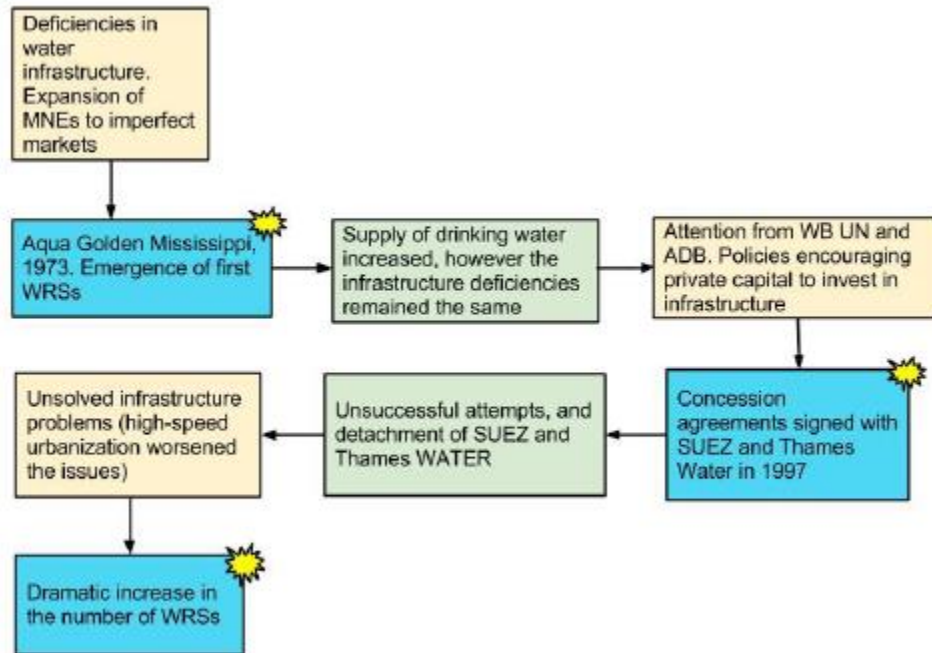 Deficiencies in
water
infrastructure.
Expansion of
MNEs to imperfect
markets
Aqua Golden Mississippi,
1973. Emergence of first
WRSs
Supply of drinking water
increased, however the
infrastructure deficiencies
remained the same
Attention from WB UN and
ADB. Policies encouraging
private capital to invest in
infrastructure
Concession
agreements signed with
SUEZ and Thames
Water in 1997
Unsuccessful attempts, and
detachment of SUEZ and
Thames WATER
Unsolved infrastructure
problems (high-speed
urbanization worsened
the issues)
Dramatic increase in
the number of WRSs